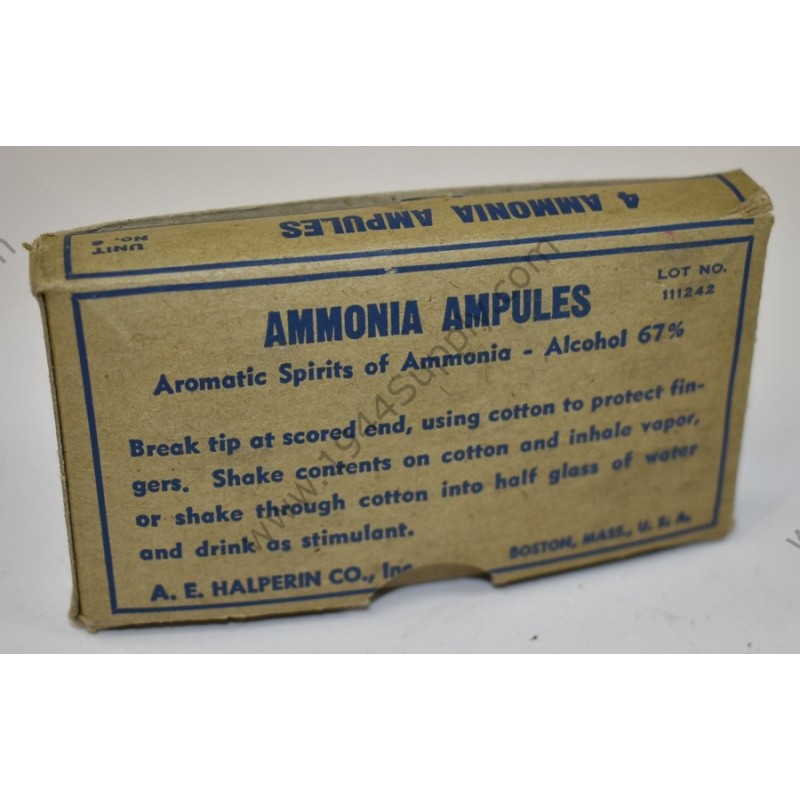 4 AMMONIA AMPULES
UNIT
No. 6
LOT NO.
111242
AMMONIA AMPULES
Aromatic Spirits of Ammonia - Alcohol 67%
Break tip at scored end, using cotton to protect fin-
gers. Shake contents on cotton and inhale vapor,
or shake through cotton into half glass of water
and drink as stimulant.
A. E. HALPERIN CO., Inc
BOSTON, MASS., U. S. A.
www.1944Supply.com